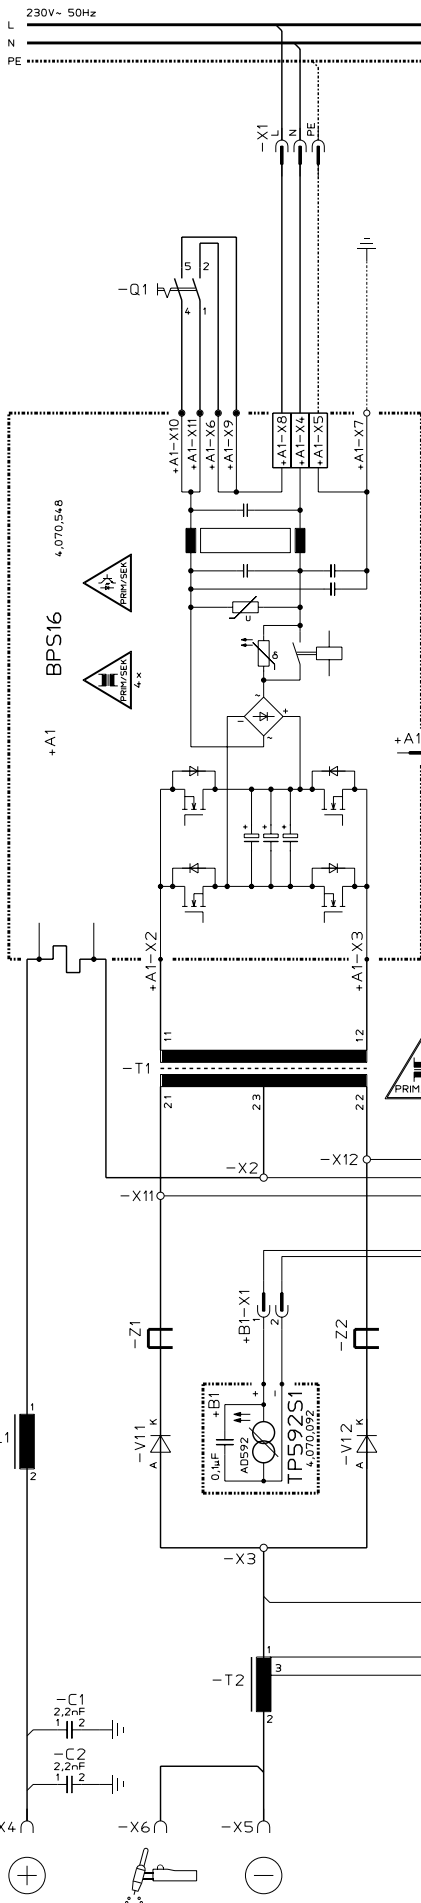 230V~ 50Hz
L
N
PE
-X1
L
N
PE
5
2
-Q1
4
1
+A1-X10
+A1-X11
+A1-X6
+A1-X9
+A1-X8
+A1-X4
+A1-X5
+A1-X7
4,070,548
PRIM/SEK
BPS16
u
PRIM/SEK
4x
δ
+A1
+A1
~
-
+
~
+
+
+
+A1-X2
+A1-X3
11
12
-T1
PRIM
21
23
22
-X12
-X2
-X11
+B1-X1
1
2
-Z1
-Z2
+
-
+B1
K
K
1
0,1µF
AD592
TP592S1
4,070,092
-V11
-V12
A
A
1
2
-X3
1
-T2
3
2
-C1
2,2nF
1
2
-C2
2,2nF
1
2
X4
-X6
-X5
+
-